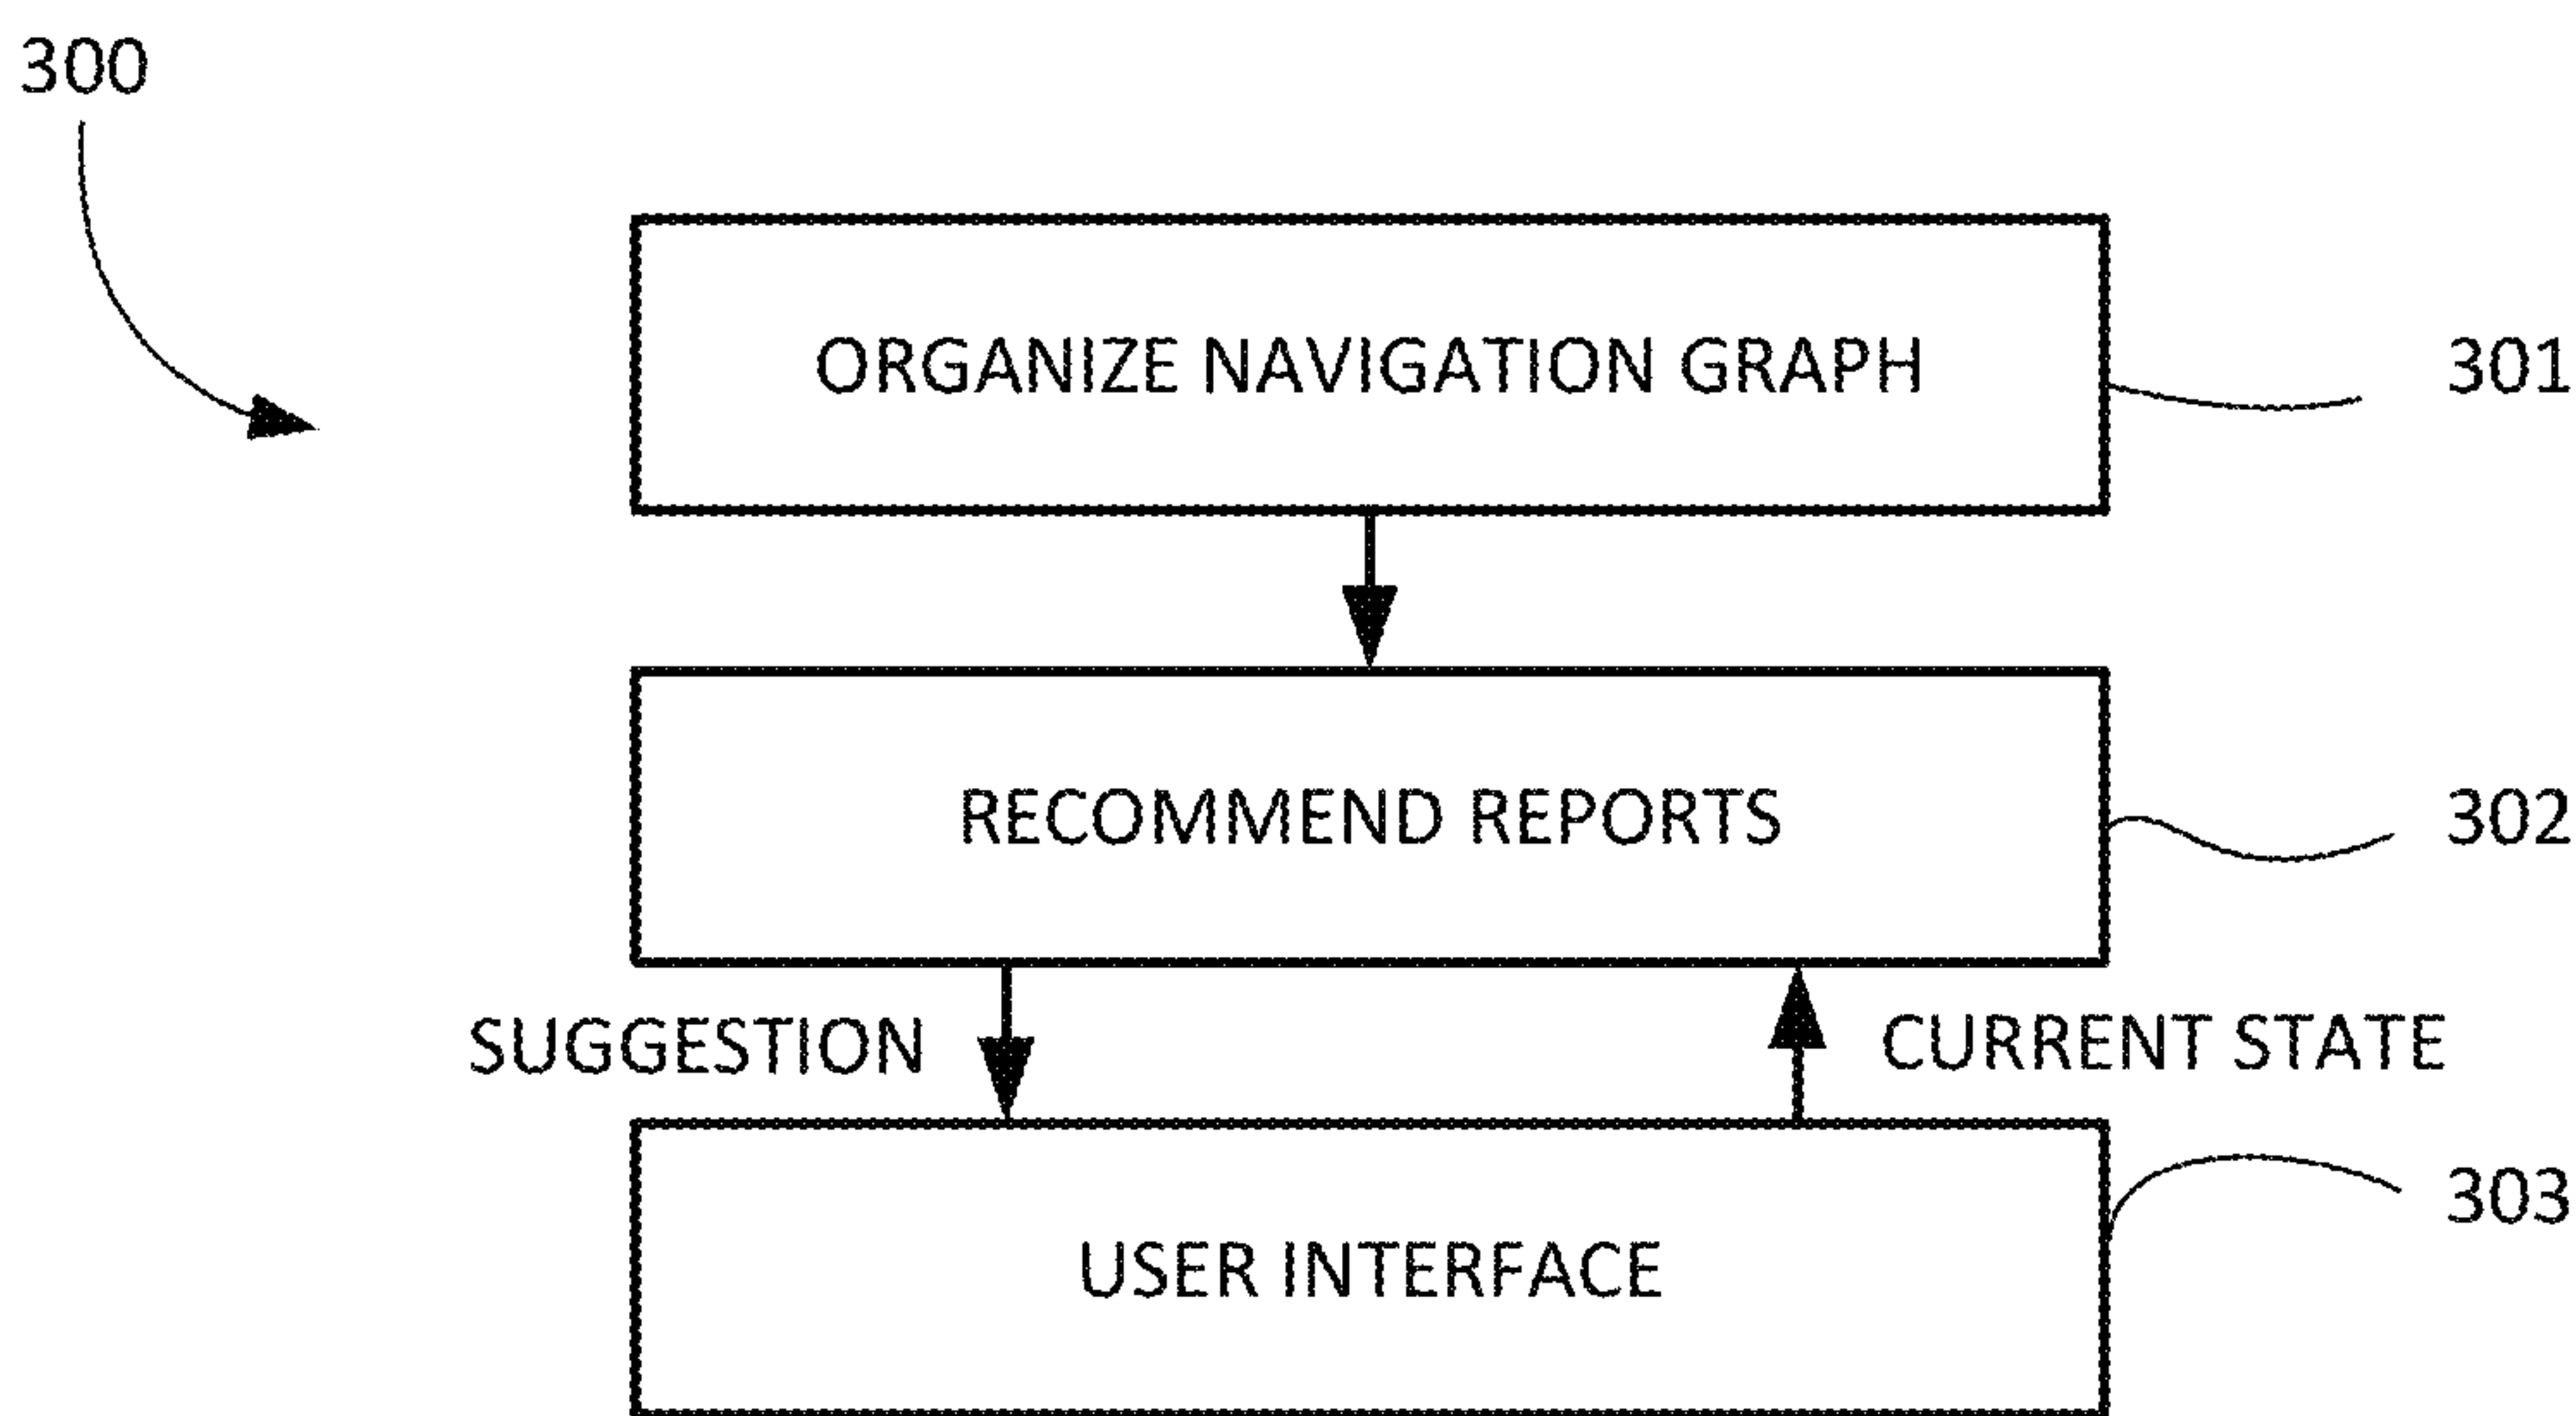 300
ORGANIZE NAVIGATION GRAPH
301
RECOMMEND REPORTS
302
SUGGESTION
CURRENT STATE
303
USER INTERFACE